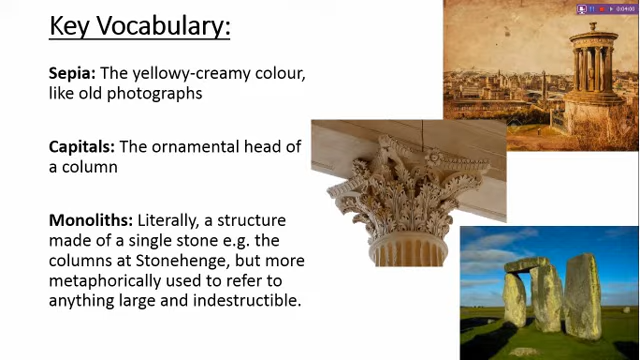 Key Vocabulary:
Sepia: The yellowy-creamy colour,
like old photographs
Capitals: The ornamental head of
a column
Monoliths: Literally, a structure
made of a single stone e.g. the
columns at Stonehenge, but more
metaphorically used to refer to
anything large and indestructible.